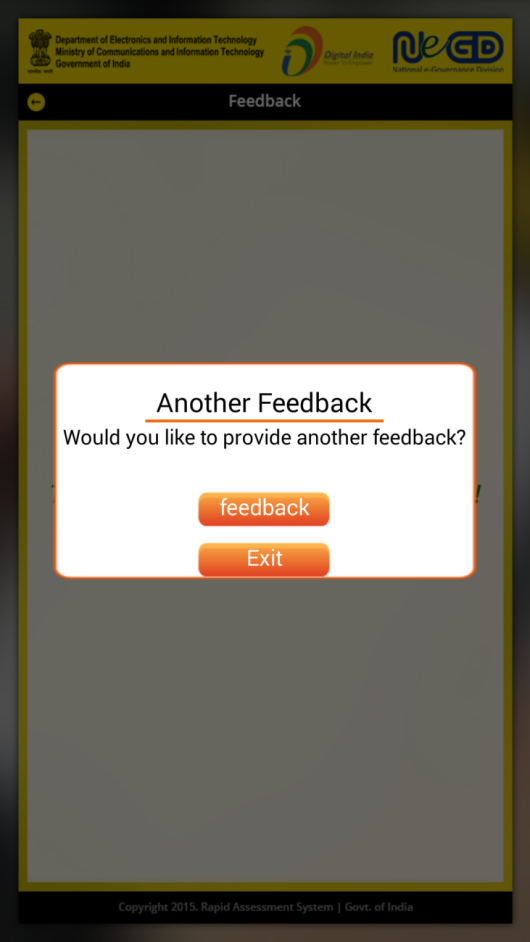 Department of Electronics and Information Technology
Ministry of Communications and Information Technology
Government of India
Digital India
Power To Empower
NeGD
National e-Governance Division
Feedback
Another Feedback
Would you like to provide another feedback?
!
feedback
Exit
Copyright 2015. Rapid Assessment System | Govt. of India